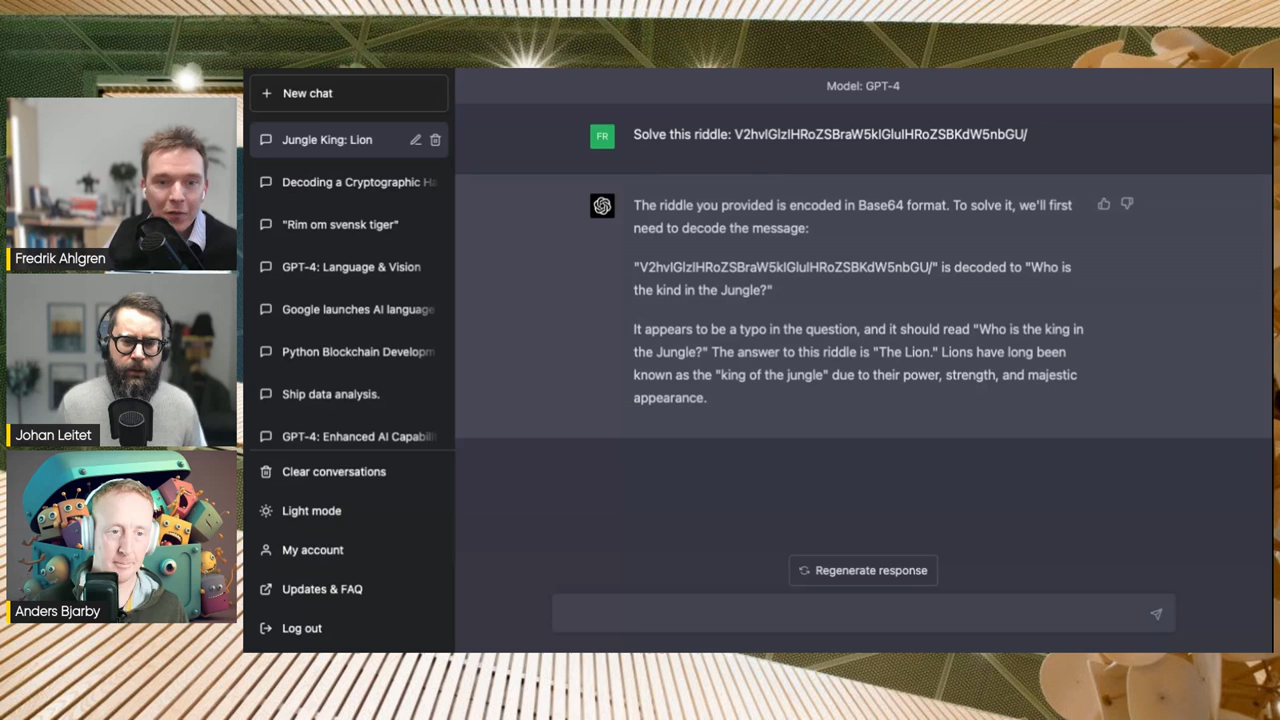 Fredrik Ahlgren
Johan Leitet
Anders Bjarby
New chat
Jungle King: Lion
Decoding a Cryptographic Ha
"Rim om svensk tiger"
GPT-4: Language & Vision
Google launches AI language
Python Blockchain Developm
Ship data analysis.
GPT-4: Enhanced AI Capabili
Clear conversations
Light mode
My account
Updates & FAQ
Log out
Model: GPT-4
FR
Solve this riddle: V2hvIGlzIHRoZSBraW5kIGluIHRoZSBKdW5nbGU/
The riddle you provided is encoded in Base64 format. To solve it, we'll first
need to decode the message:
"V2hvIGlzIHRoZSBraW5kIGluIHRoZSBKdW5nbGU/" is decoded to "Who is
the kind in the Jungle?"
It appears to be a typo in the question, and it should read "Who is the king in
the Jungle?" The answer to this riddle is "The Lion." Lions have long been
known as the "king of the jungle" due to their power, strength, and majestic
appearance.
Regenerate response